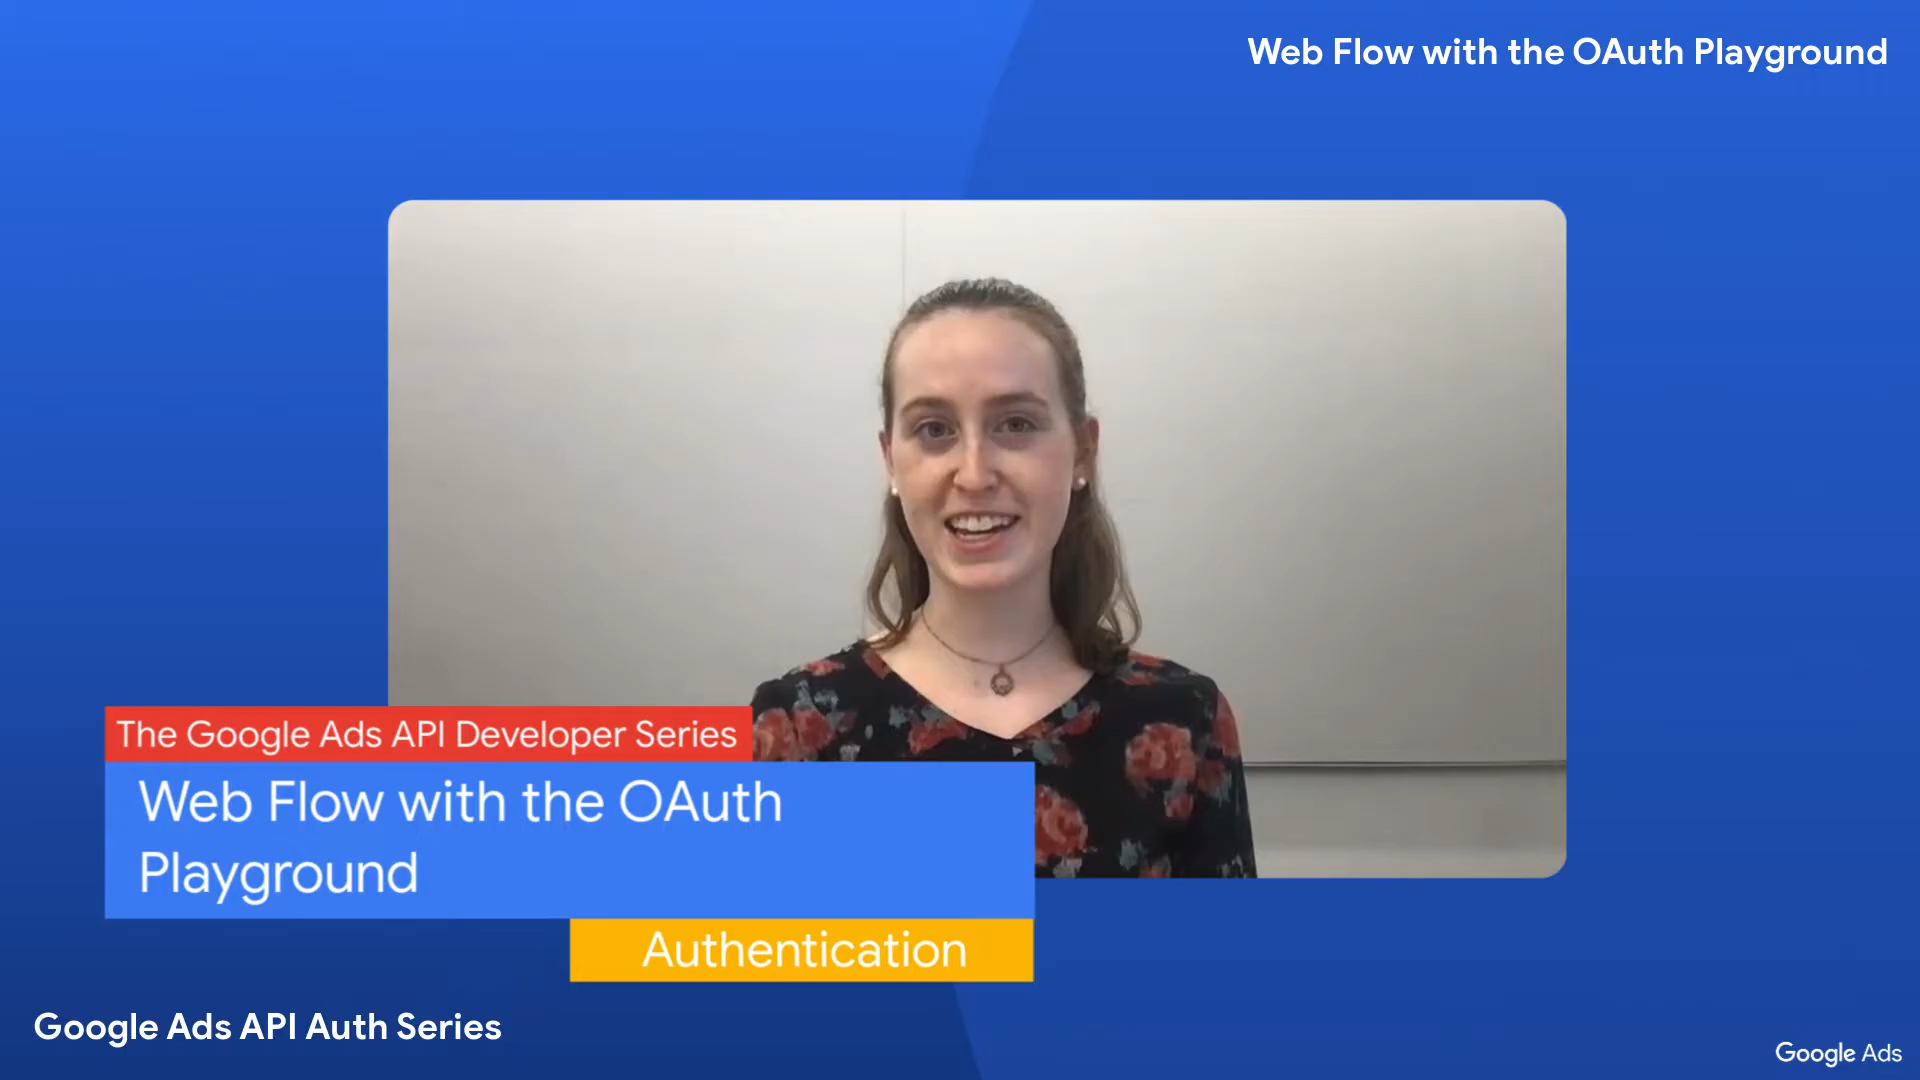 Web Flow with the OAuth Playground
The Google Ads API Developer Series
Web Flow with the OAuth
Playground
Authentication
Google Ads API Auth Series
Google Ads